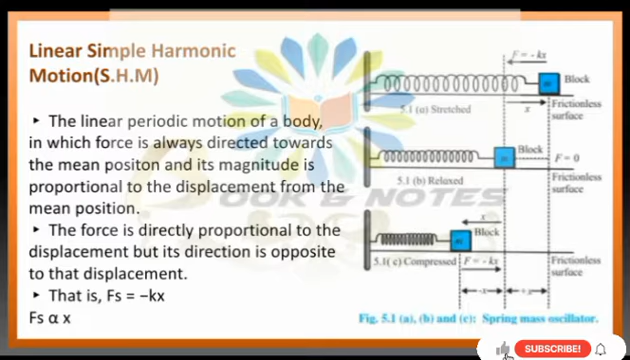 Linear Simple Harmonic
Motion(S.H.M)
‣ The linear periodic motion of a body,
in which force is always directed towards
the mean positon and its magnitude is
proportional to the displacement from the
mean position.
‣ The force is directly proportional to the
displacement but its direction is opposite
to that displacement.
‣ That is, Fs = −kx
Fs α x
F = -kx
m
Block
5.1 (a) Stretched
x
Frictionless
surface
m
Block
F = 0
5.1 (b) Relaxed
Frictionless
surface
x
m
Block
5.1( c) Compressed
F = -kx
Frictionless
surface
-x
+x
Fig. 5.1 (a), (b) and (c): Spring mass oscillator.
OOK & NOTES
SUBSCRIBE!